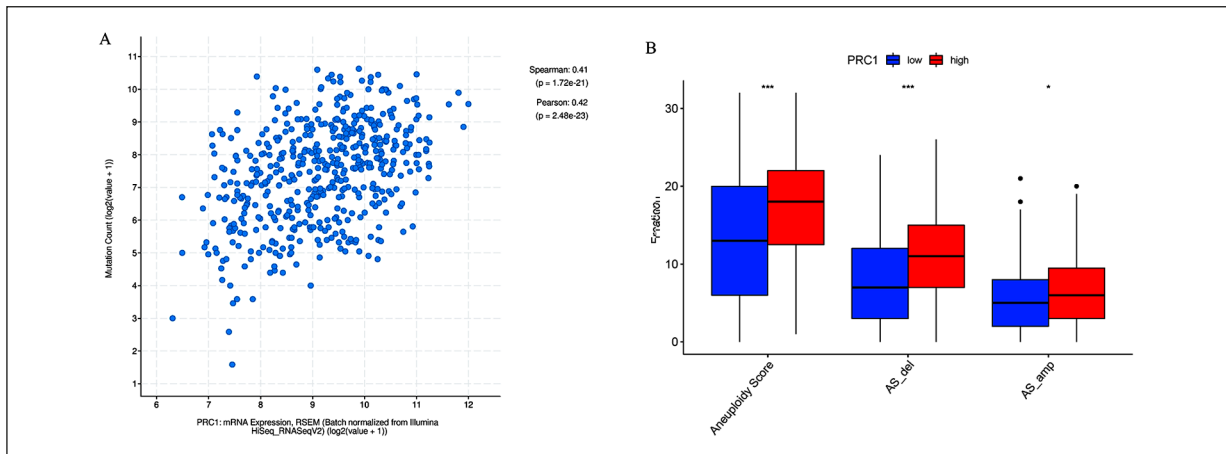 A
11
10
9
8
7
6
5
4
3
2
1
Mutation Count (log2(value + 1))
6
7
8
9
10
11
12
PRC1: mRNA Expression, RSEM (Batch normalized from Illumina
HiSeq_RNASeqV2) (log2(value + 1))
Spearman: 0.41
(p = 1.72e-21)
Pearson: 0.42
(p = 2.48e-23)
B
PRC1 low high
***
***
*
30
20
10
0
Aneuploidy Score
AS_del
AS_amp